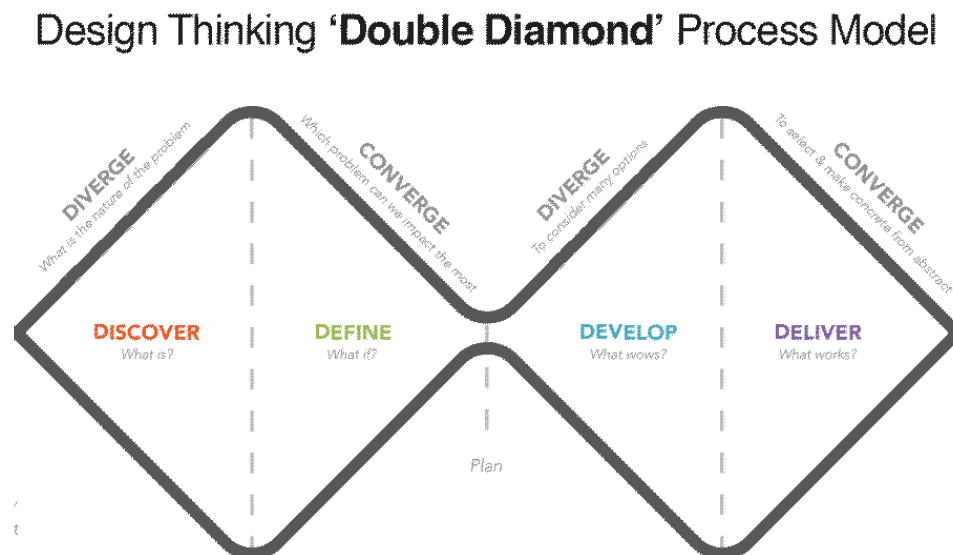 Design Thinking ‘Double Diamond’ Process Model
DIVERGE
What is the nature of the problem
CONVERGE
Which problem can we impact the most
DIVERGE
To consider many options
CONVERGE
To select & make concrete from abstract
DISCOVER
What is?
DEFINE
What if?
DEVELOP
What wows?
DELIVER
What works?
Plan